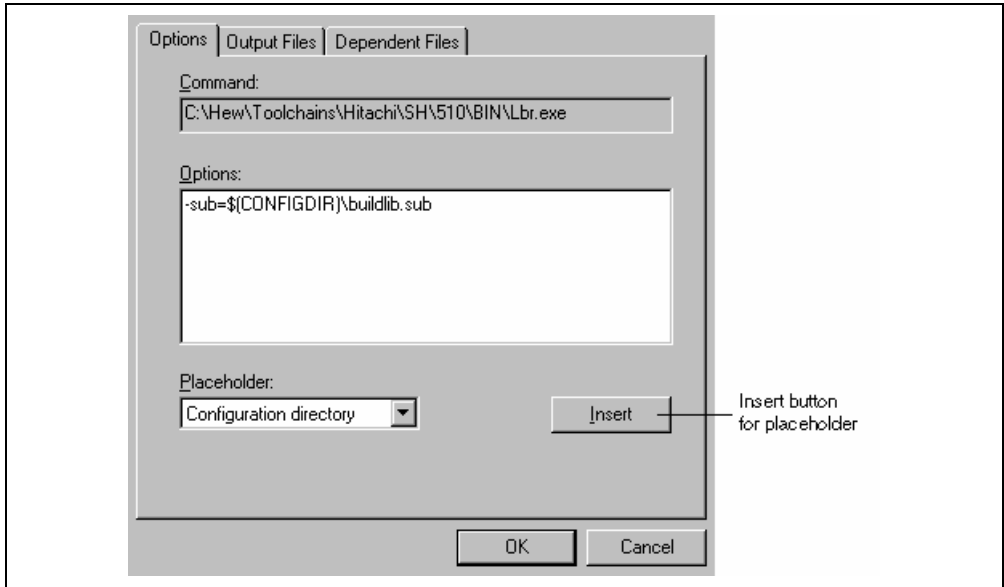 Options Output Files Dependent Files
Command:
C:\Hew\Toolchains\Hitachi\SH\510\BIN\Lbr.exe
Options:
-sub=$(CONFIGDIR)\buildlib.sub
Placeholder:
Configuration directory
Insert
Insert button
for placeholder
OK Cancel